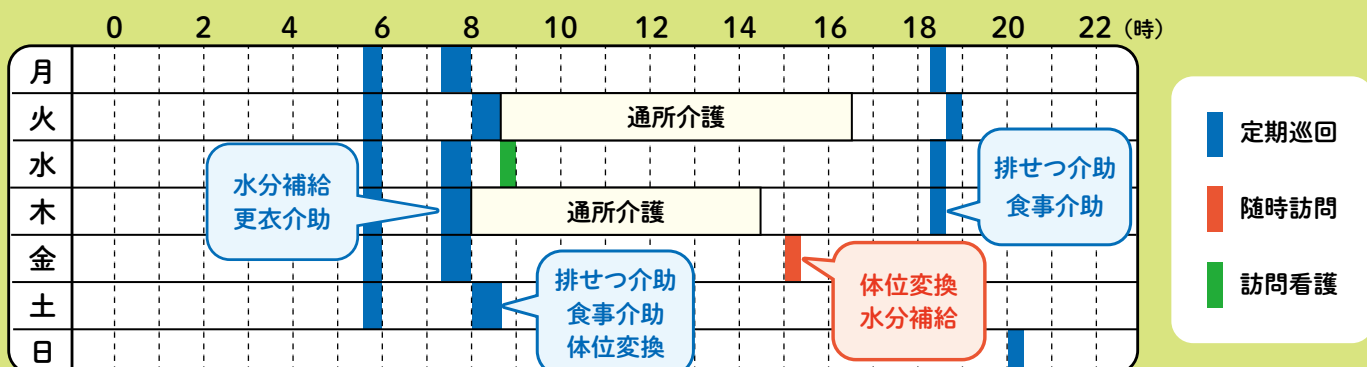 0 2 4 6 8 10 12 14 16 18 20 22 (時)
月
火 通所介護
水
木 通所介護
金
土
日
水分補給
更衣介助
排せつ介助
食事介助
体位変換
体位変換
水分補給
排せつ介助
食事介助
定期巡回
随時訪問
訪問看護